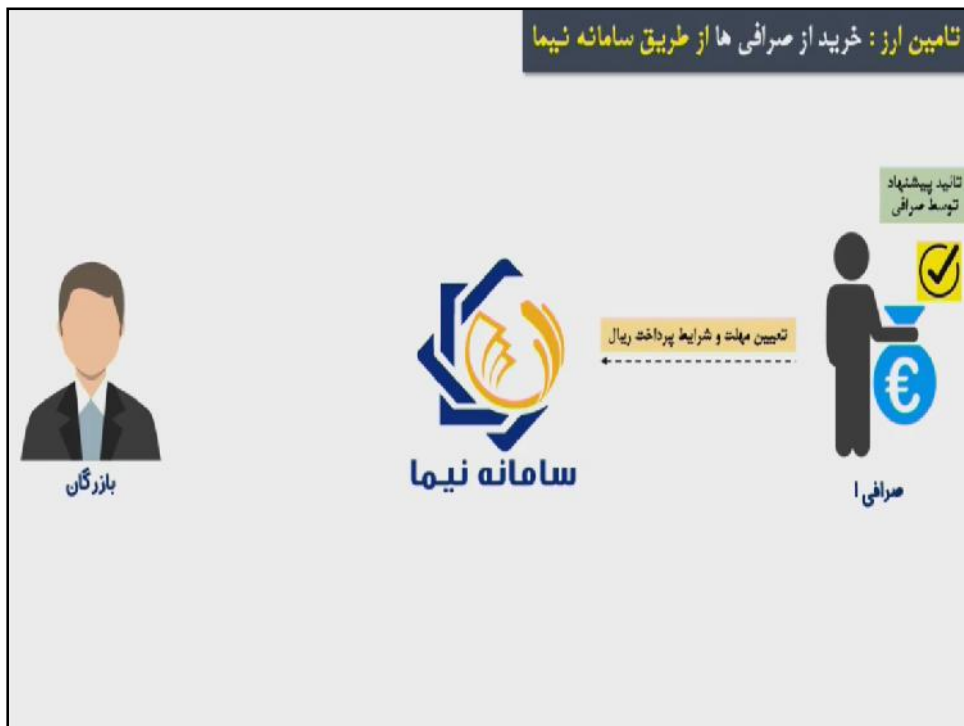 تامین ارز : خرید از صرافی ها از طریق سامانه نیما
تائید پیشنهاد
توسط صرافی
تعیین مهلت و شرایط پرداخت ریال
€
سامانه نیما
بازرگان
صرافی ا